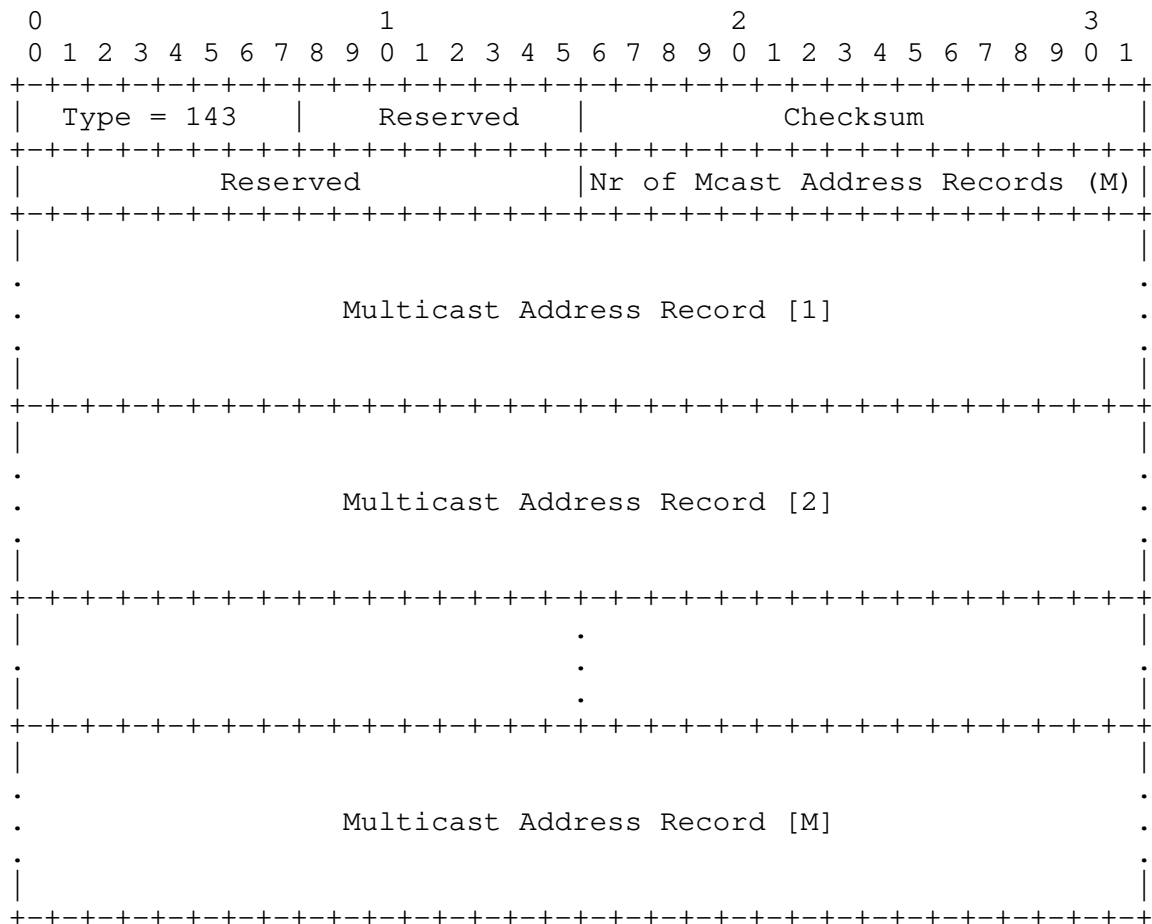 0                   1                   2                   3
 0 1 2 3 4 5 6 7 8 9 0 1 2 3 4 5 6 7 8 9 0 1 2 3 4 5 6 7 8 9 0 1
+-+-+-+-+-+-+-+-+-+-+-+-+-+-+-+-+-+-+-+-+-+-+-+-+-+-+-+-+-+-+-+-+
|  Type = 143   |    Reserved   |           Checksum            |
+-+-+-+-+-+-+-+-+-+-+-+-+-+-+-+-+-+-+-+-+-+-+-+-+-+-+-+-+-+-+-+-+
|           Reserved            |Nr of Mcast Address Records (M)|
+-+-+-+-+-+-+-+-+-+-+-+-+-+-+-+-+-+-+-+-+-+-+-+-+-+-+-+-+-+-+-+-+
|                                                               |
.                                                               .
.                  Multicast Address Record [1]                 .
.                                                               .
|                                                               |
+-+-+-+-+-+-+-+-+-+-+-+-+-+-+-+-+-+-+-+-+-+-+-+-+-+-+-+-+-+-+-+-+
|                                                               |
.                                                               .
.                  Multicast Address Record [2]                 .
.                                                               .
|                                                               |
+-+-+-+-+-+-+-+-+-+-+-+-+-+-+-+-+-+-+-+-+-+-+-+-+-+-+-+-+-+-+-+-+
|                               .                               |
.                               .                               .
|                               .                               |
+-+-+-+-+-+-+-+-+-+-+-+-+-+-+-+-+-+-+-+-+-+-+-+-+-+-+-+-+-+-+-+-+
|                                                               |
.                                                               .
.                  Multicast Address Record [M]                 .
.                                                               .
|                                                               |
+-+-+-+-+-+-+-+-+-+-+-+-+-+-+-+-+-+-+-+-+-+-+-+-+-+-+-+-+-+-+-+-+